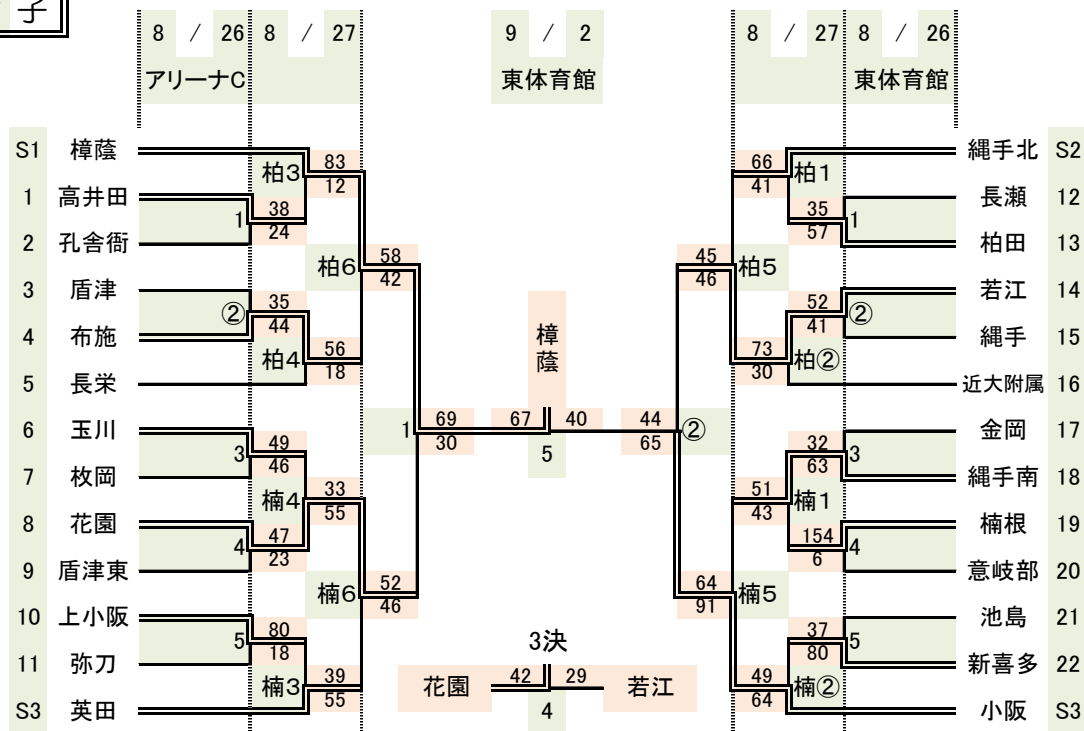 子
8 / 26 8 / 27 9 / 2 8 / 27 8 / 26
アリーナC 東体育館 東体育館
S1 樟蔭 縄手北 S2
83 66
柏3 柏1
12 41
1 高井田 長瀬 12
38 35
1 1
24 57
2 孔舎衙 柏田 13
58 45
柏6 柏5
42 46
3 盾津 若江 14
35 52
② ②
44 41
4 布施 樟蔭 縄手 15
56 73
柏4 柏②
18 30
5 長栄 近大附属 16
69 67 40 44
1 ②
30 5 65
6 玉川 金岡 17
49 32
3 3
46 63
7 枚岡 縄手南 18
33 51
楠4 楠1
55 43
8 花園 楠根 19
47 154
4 4
23 6
9 盾津東 意岐部 20
52 64
楠6 楠5
46 91
10 上小阪 池島 21
80 37
5 3決 5
18 80
11 弥刀 新喜多 22
39 49
楠3 花園 42 29 若江 楠②
55 4 64
S3 英田 小阪 S3